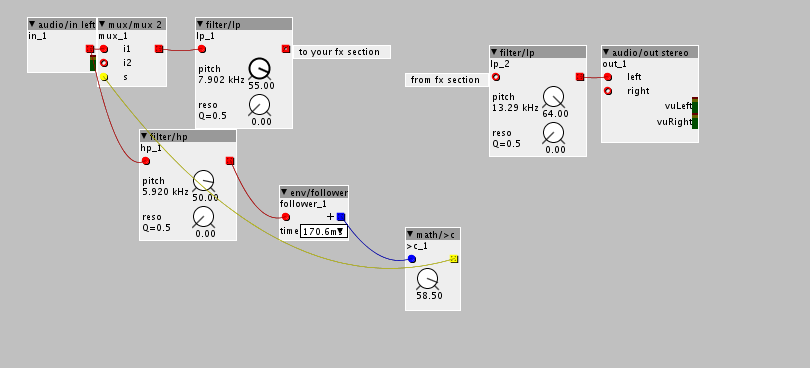 audio/in left
in_1
mux/mux 2
mux_1
i1
i2
s
filter/lp
lp_1
pitch
7.902 kHz
55.00
reso
Q=0.5
0.00
to your fx section
from fx section
filter/lp
lp_2
pitch
13.29 kHz
64.00
reso
Q=0.5
0.00
audio/out stereo
out_1
left
right
vuLeft
vuRight
filter/hp
hp_1
pitch
5.920 kHz
50.00
reso
Q=0.5
0.00
env/follower
follower_1
+
time 170.6ms
math/>c
>c_1
58.50